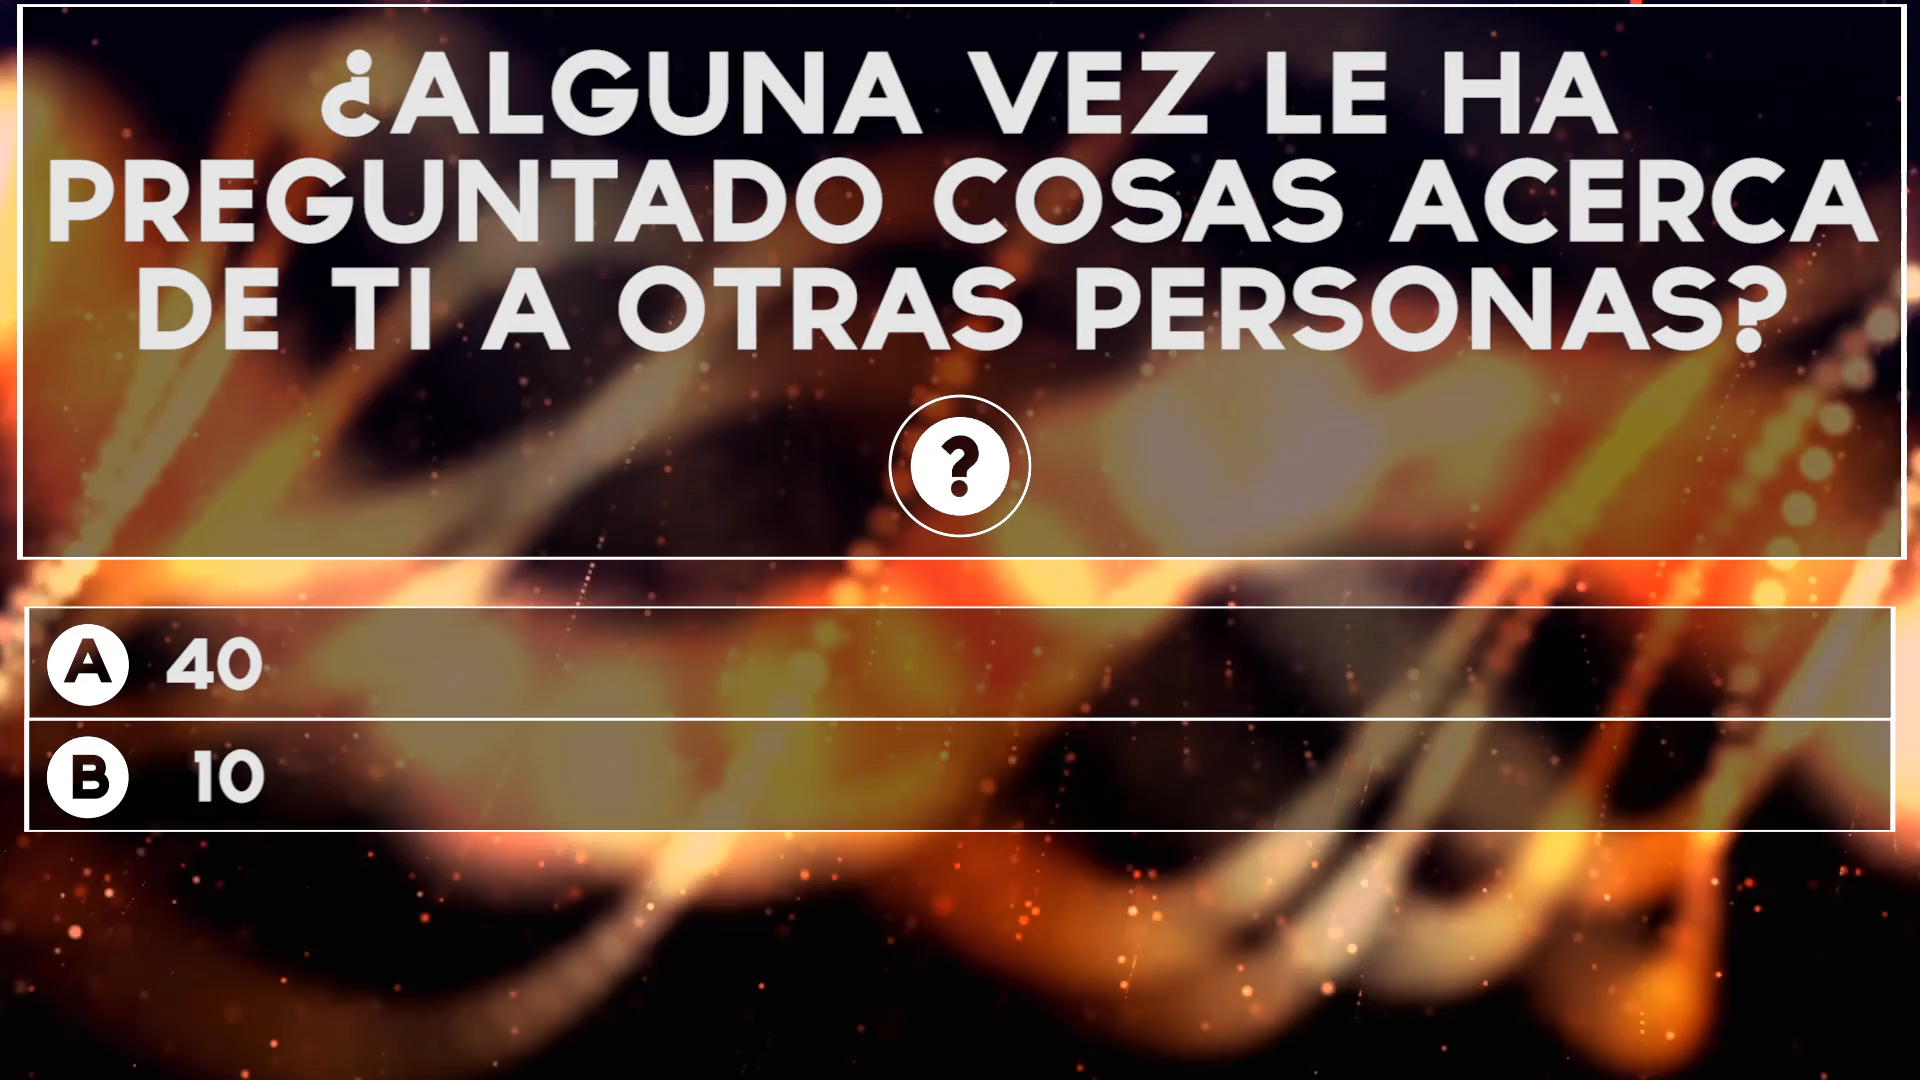 ¿ALGUNA VEZ LE HA
PREGUNTADO COSAS ACERCA
DE TI A OTRAS PERSONAS?
?
A 40
B 10